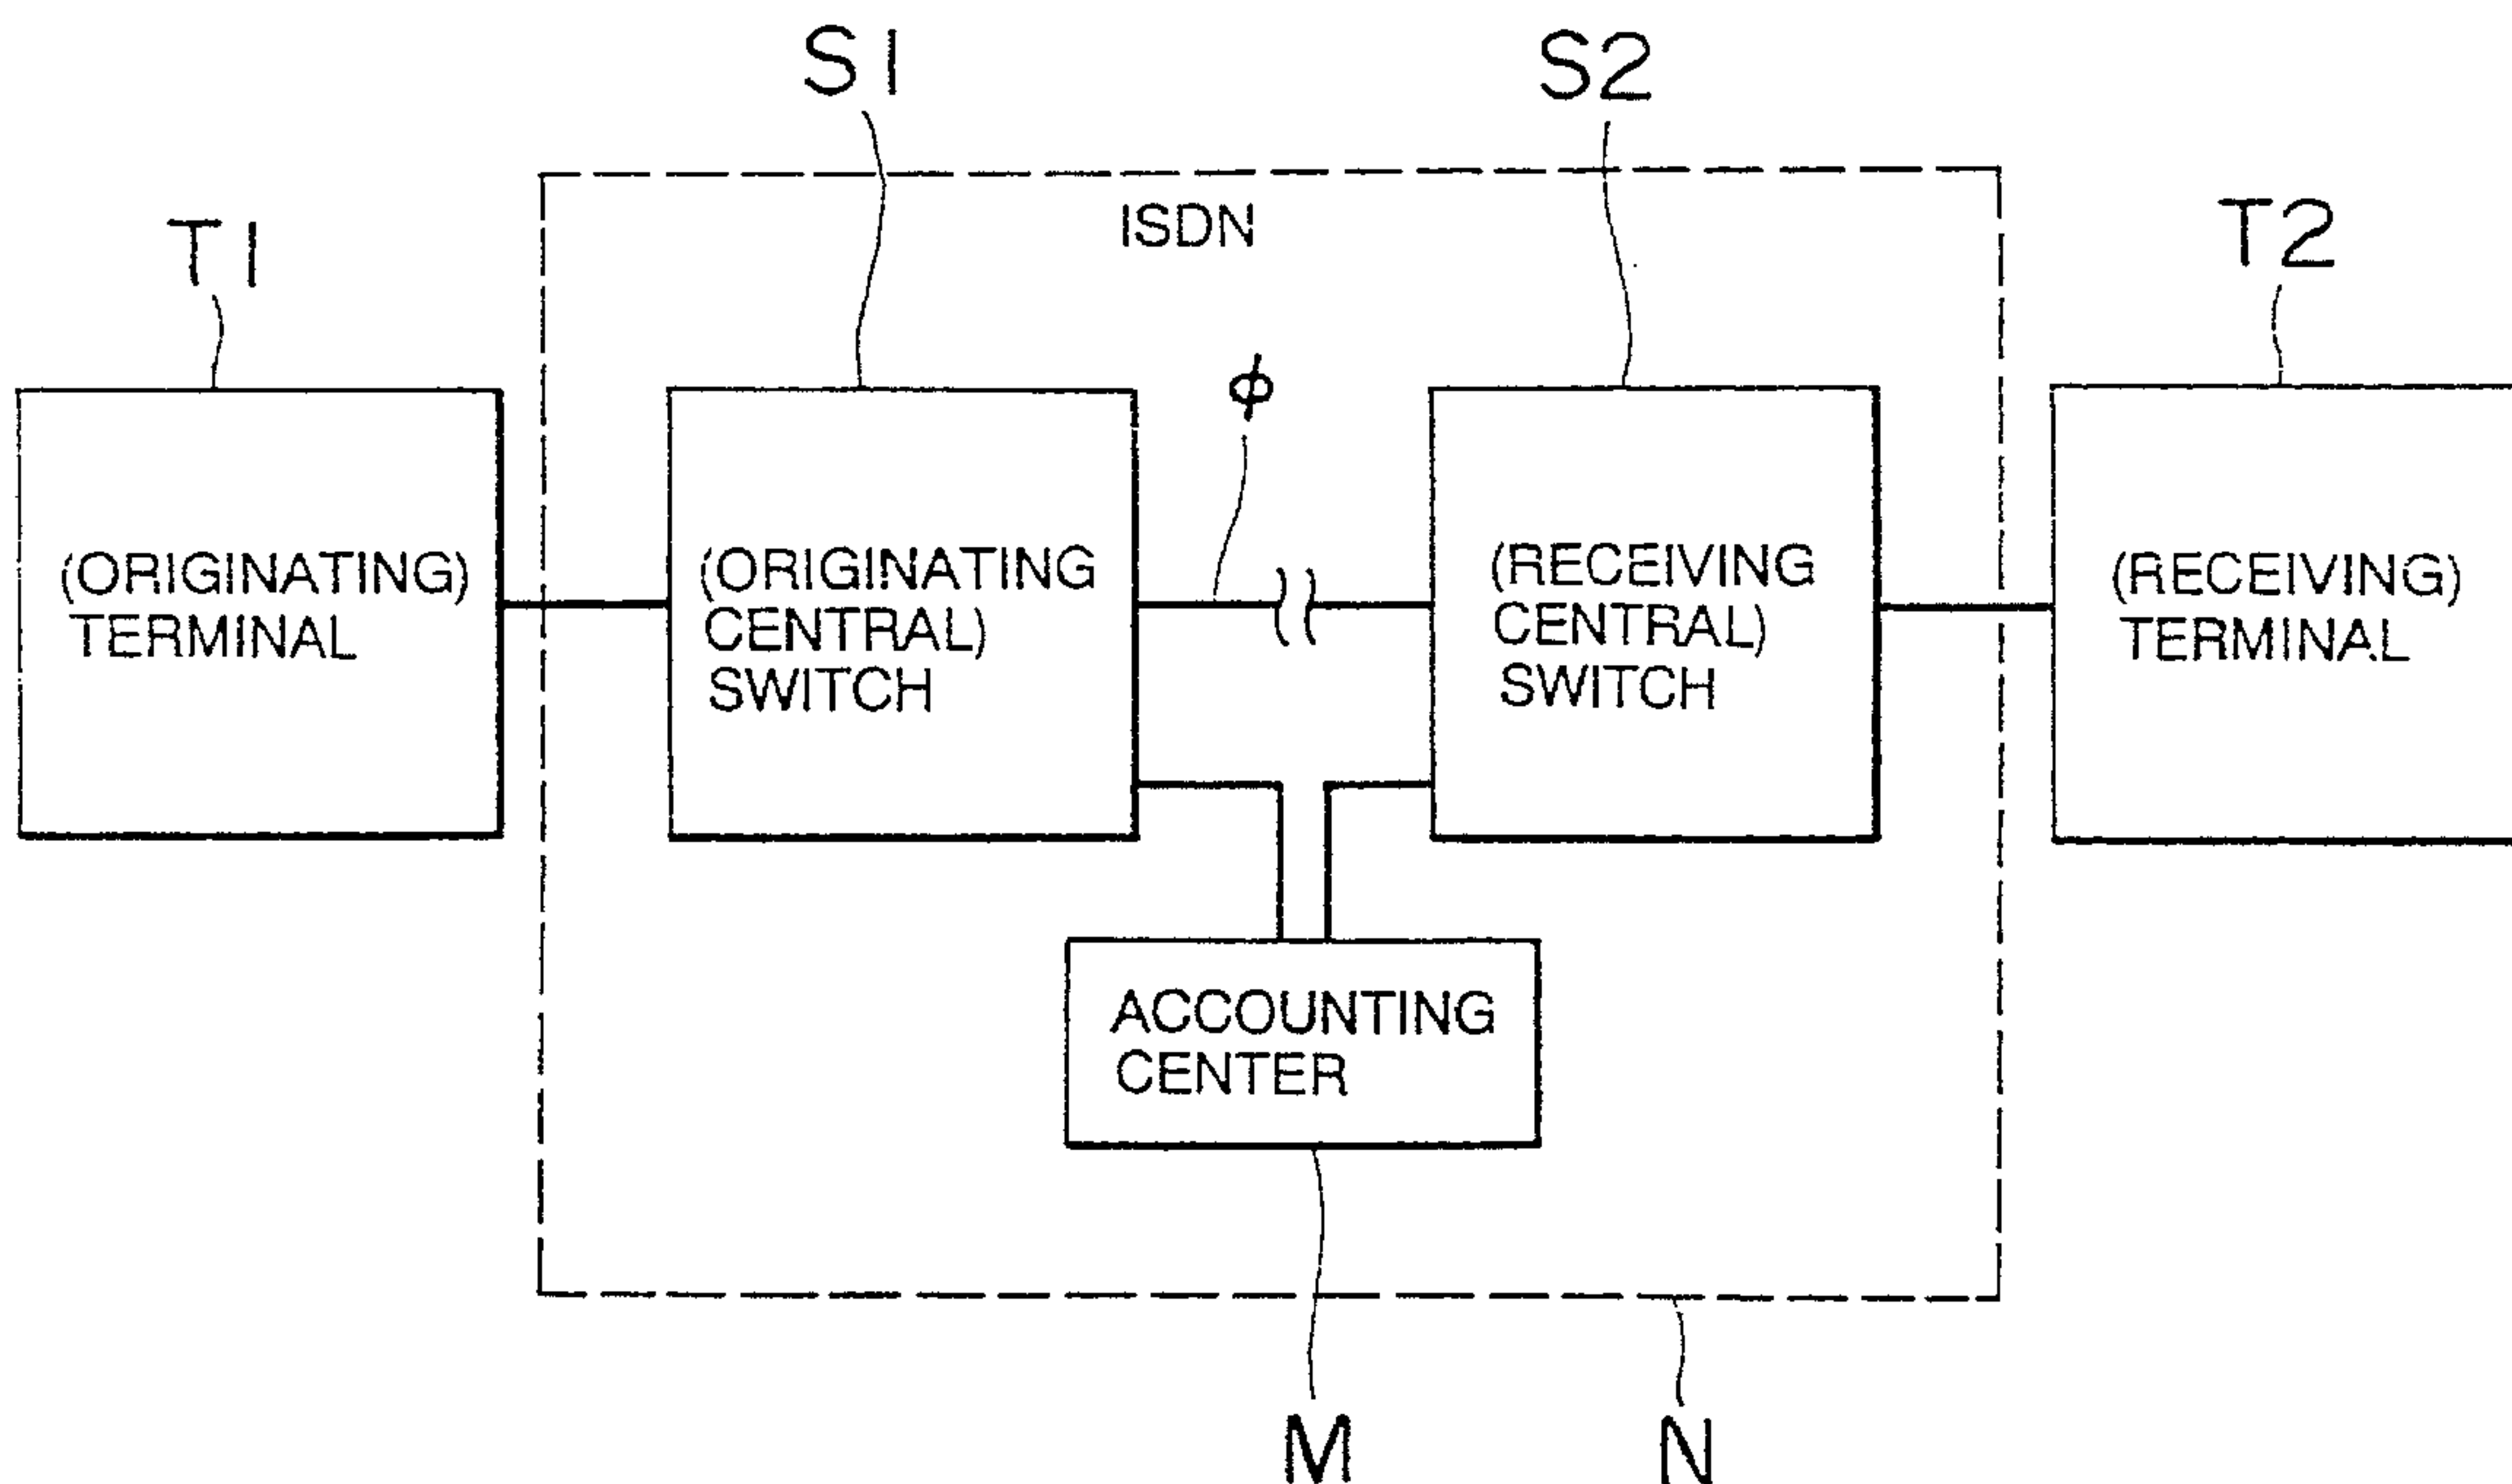 S1
S2
T1
ISDN
T2
ϕ
(ORIGINATING)
TERMINAL
(ORIGINATING
CENTRAL)
SWITCH
(RECEIVING
CENTRAL)
SWITCH
(RECEIVING)
TERMINAL
ACCOUNTING
CENTER
M
N